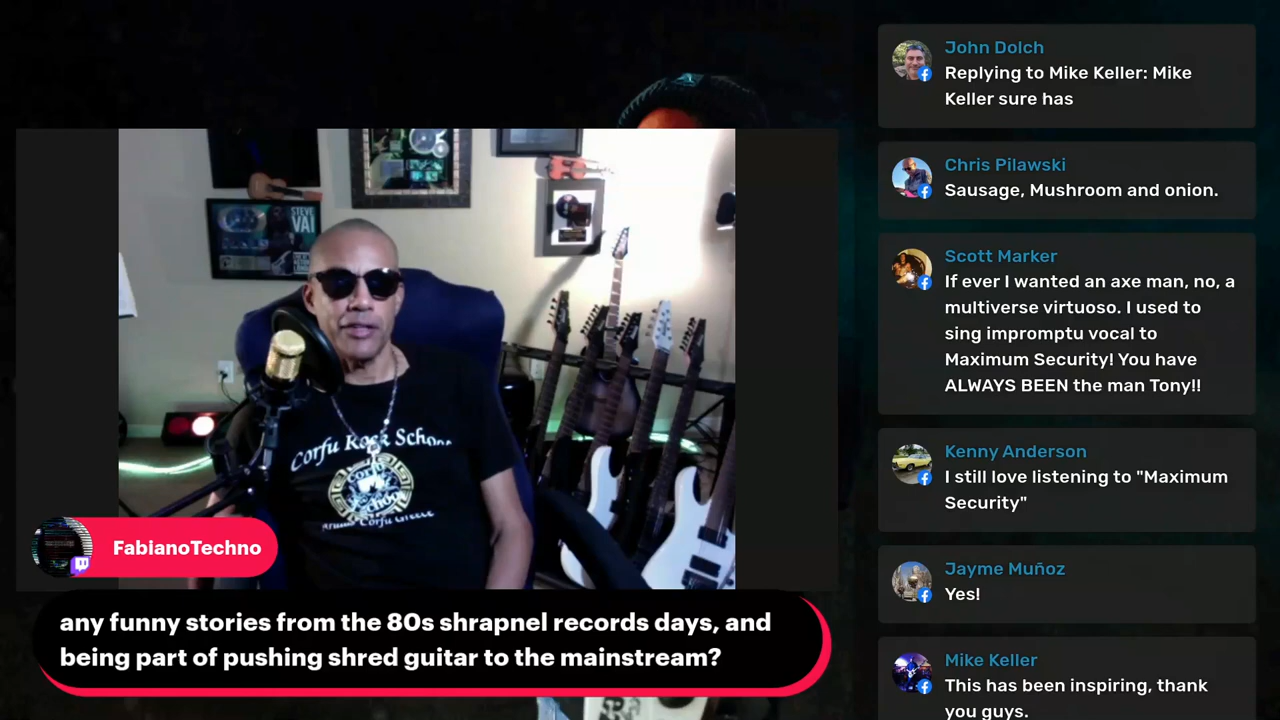 John Dolch
Replying to Mike Keller: Mike
Keller sure has
Chris Pilawski
Sausage, Mushroom and onion.
Scott Marker
If ever I wanted an axe man, no, a
multiverse virtuoso. I used to
sing impromptu vocal to
Maximum Security! You have
ALWAYS BEEN the man Tony!!
Kenny Anderson
I still love listening to "Maximum
Security"
Jayme Muñoz
Yes!
Mike Keller
This has been inspiring, thank
you guys.
STEVE
VAI
Corfu Rock School
Corfu
School
Corfu Greece
FabianoTechno
any funny stories from the 80s shrapnel records days, and
being part of pushing shred guitar to the mainstream?